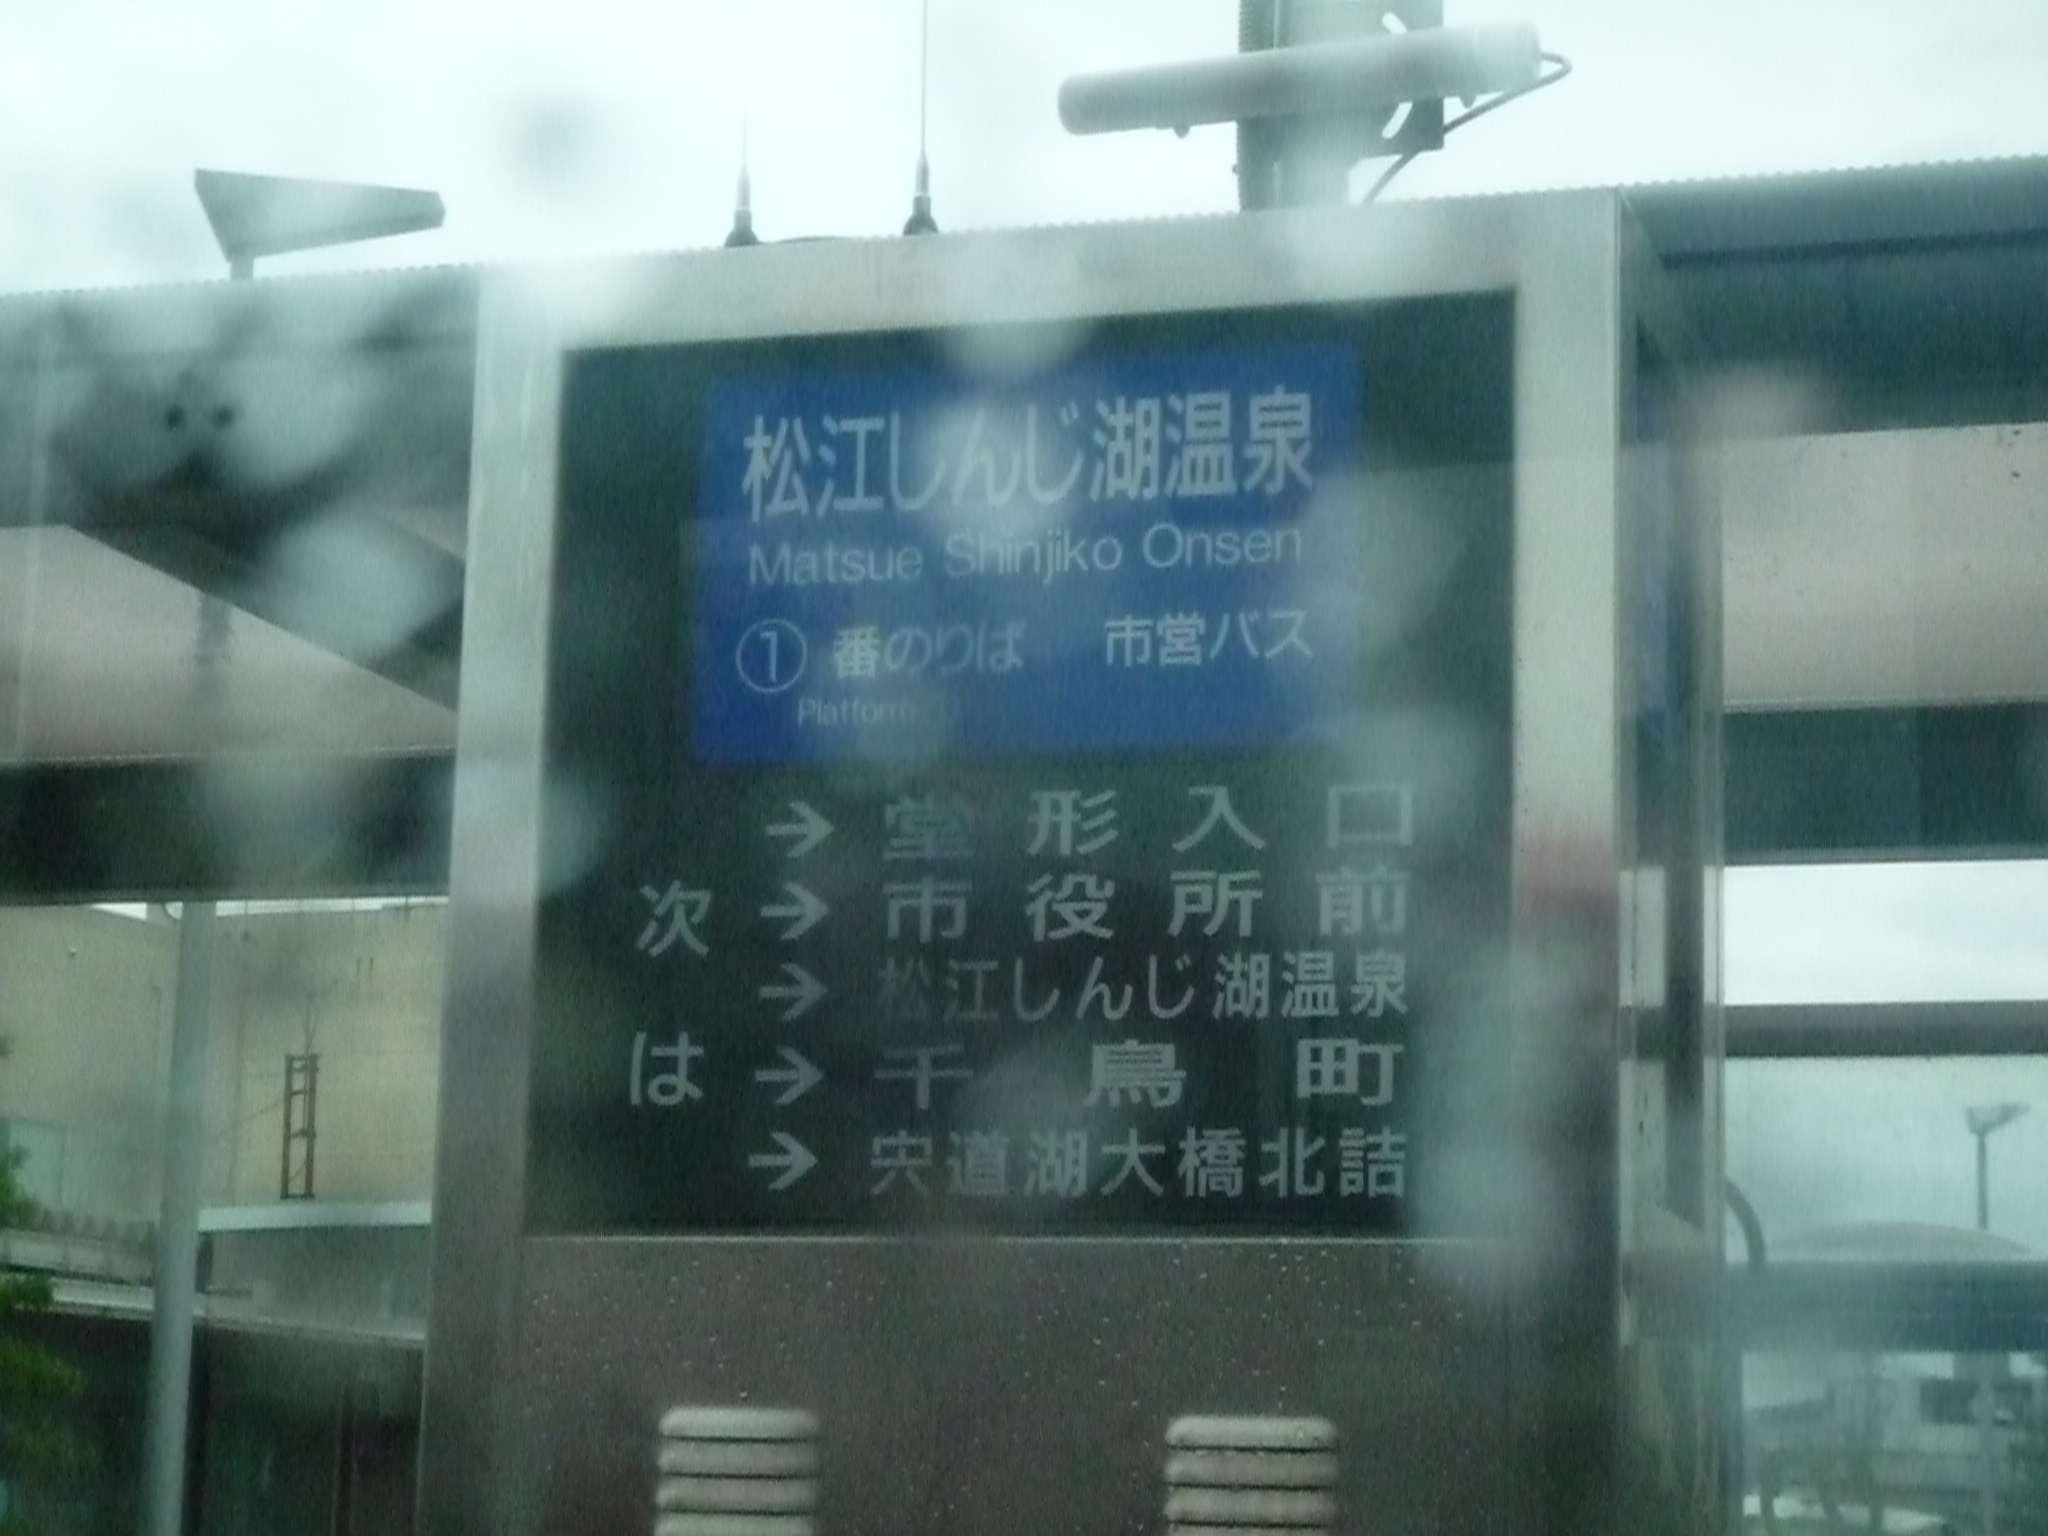 松江しんじ湖温泉
Matsue Shinjiko Onsen
①番のりば 市営バス
Platform 1
次は
→ 堂形入口
→ 市役所前
→ 松江しんじ湖温泉
→ 千鳥町
→ 宍道湖大橋北詰